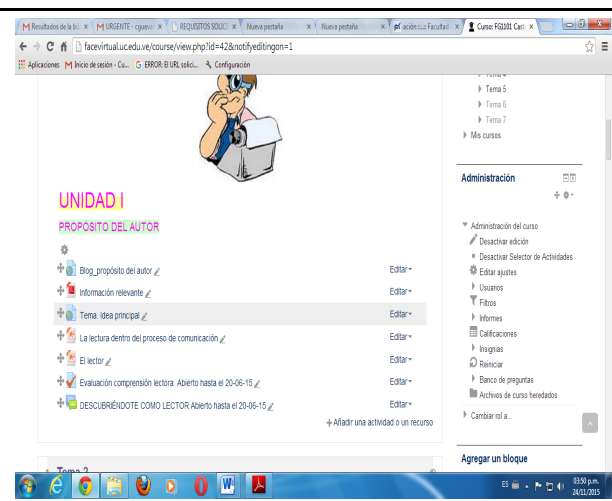 Resultados de la bú
URGENTE - cgueva
REQUISITOS SOLICI
Nueva pestaña
Nueva pestaña
Facultad
Curso: FG1101 Cast
facevirtual.uc.edu.ve/course/view.php?id=42&notifyeditingon=1
Aplicaciones
Inicio de sesión - Cu...
ERROR: El URL solici...
Configuración
Tema 5
Tema 6
Tema 7
Mis cursos
Administración
UNIDAD I
PROPÓSITO DEL AUTOR
Blog_propósito del autor
Editar
Información relevante
Editar
Tema. Idea principal
Editar
La lectura dentro del proceso de comunicación
Editar
El lector
Editar
Evaluación comprensión lectora. Abierto hasta el 20-06-15
Editar
DESCUBRIÉNDOTE COMO LECTOR Abierto hasta el 20-06-15
Editar
Añadir una actividad o un recurso
Administración del curso
Desactivar edición
Desactivar Selector de Actividades
Editar ajustes
Usuarios
Filtros
Informes
Calificaciones
Insignias
Reiniciar
Banco de preguntas
Archivos de curso heredados
Cambiar rol a...
Agregar un bloque
Tema 2
ES
03:50 p.m.
24/11/2015